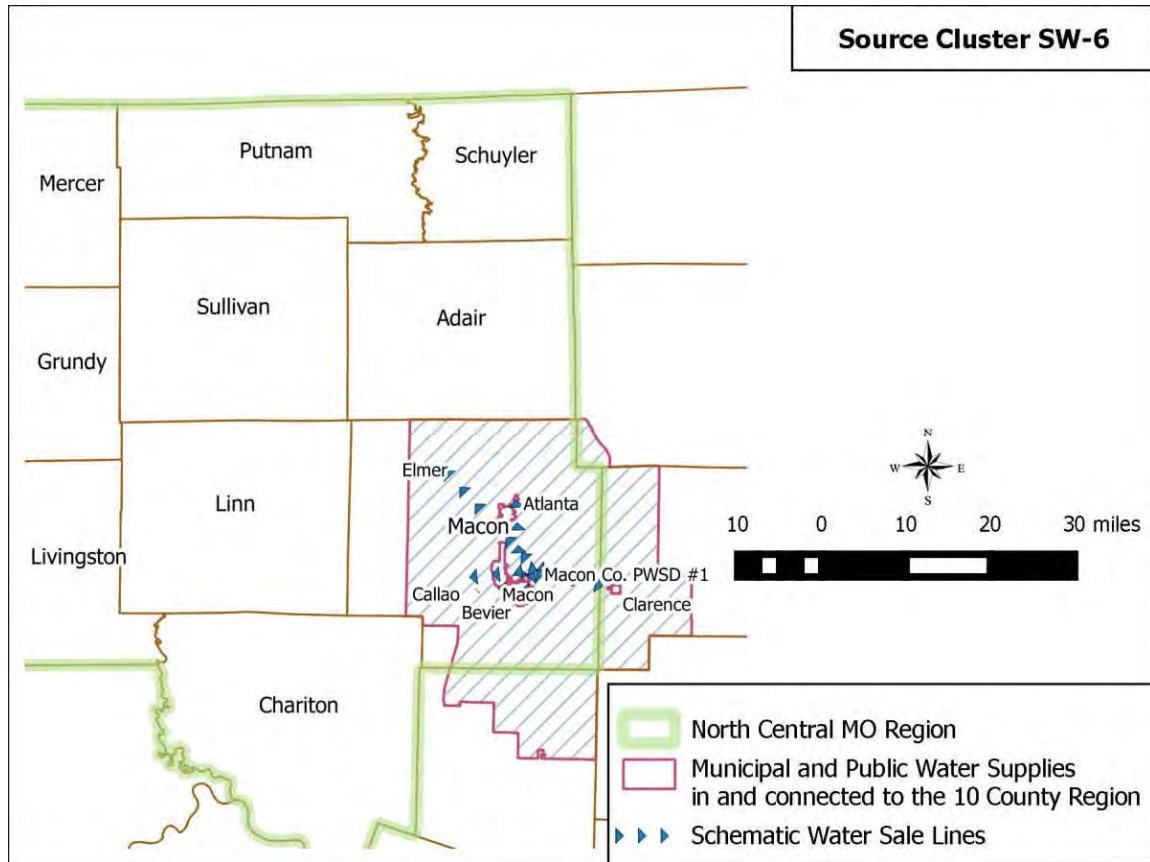 Source Cluster SW-6
Putnam
Schuyler
Mercer
Sullivan
Adair
Grundy
Elmer
Atlanta
Linn
Macon
Livingston
Macon Co. PWSD #1
Callao
Macon
Clarence
Bevier
Chariton
N
W E
S
10 0 10 20 30 miles
North Central MO Region
Municipal and Public Water Supplies
in and connected to the 10 County Region
Schematic Water Sale Lines